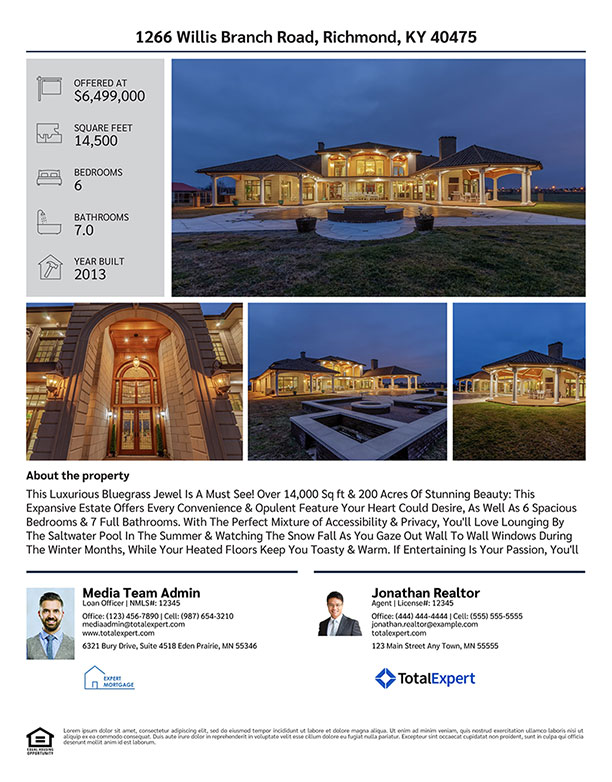 1266 Willis Branch Road, Richmond, KY 40475
OFFERED AT
$6,499,000
SQUARE FEET
14,500
BEDROOMS
6
BATHROOMS
7.0
YEAR BUILT
2013
About the property
This Luxurious Bluegrass Jewel Is A Must See! Over 14,000 Sq ft & 200 Acres Of Stunning Beauty: This
Expansive Estate Offers Every Convenience & Opulent Feature Your Heart Could Desire, As Well As 6 Spacious
Bedrooms & 7 Full Bathrooms. With The Perfect Mixture of Accessibility & Privacy, You'll Love Lounging By
The Saltwater Pool In The Summer & Watching The Snow Fall As You Gaze Out Wall To Wall Windows During
The Winter Months, While Your Heated Floors Keep You Toasty & Warm. If Entertaining Is Your Passion, You'll
Media Team Admin
Loan Officer | NMLS#: 12345
Office: (123) 456-7890 | Cell: (987) 654-3210
mediaadmin@totalexpert.com
www.totalexpert.com
6321 Bury Drive, Suite 4518 Eden Prairie, MN 55346
EXPERT
MORTGAGE
Jonathan Realtor
Agent | License#: 12345
Office: (444) 444-4444 | Cell: (555) 555-5555
jonathan.realtor@example.com
totalexpert.com
123 Main Street Any Town, MN 55555
TotalExpert
EQUAL HOUSING
OPPORTUNITY
Lorem ipsum dolor sit amet, consectetur adipiscing elit, sed do eiusmod tempor incididunt ut labore et dolore magna aliqua. Ut enim ad minim veniam, quis nostrud exercitation ullamco laboris nisi ut
aliquip ex ea commodo consequat. Duis aute irure dolor in reprehenderit in voluptate velit esse cillum dolore eu fugiat nulla pariatur. Excepteur sint occaecat cupidatat non proident, sunt in culpa qui officia
deserunt mollit anim id est laborum.